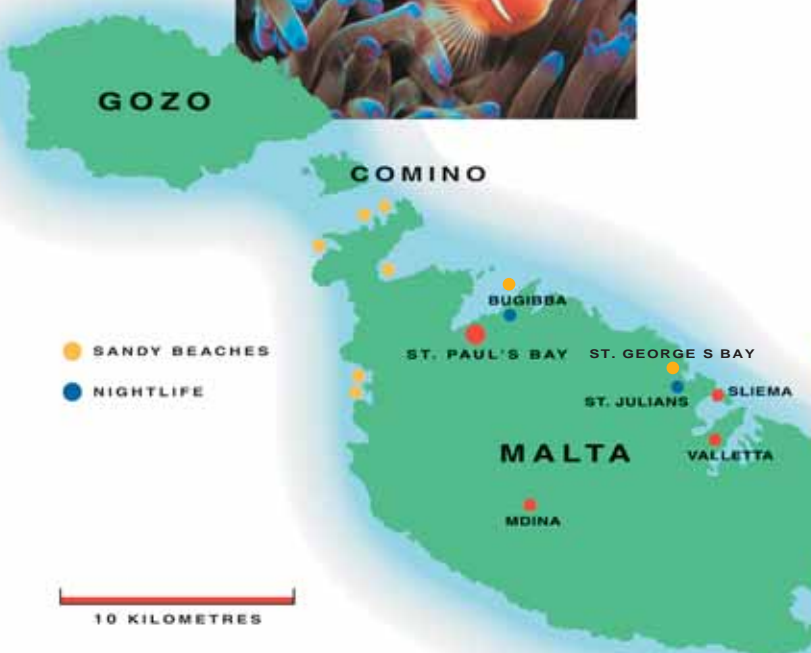 GOZO
COMINO
BUGIBBA
ST. PAUL'S BAY
ST. GEORGE S BAY
SANDY BEACHES
NIGHTLIFE
SLIEMA
ST. JULIANS
MALTA
VALLETTA
MDINA
10 KILOMETRES